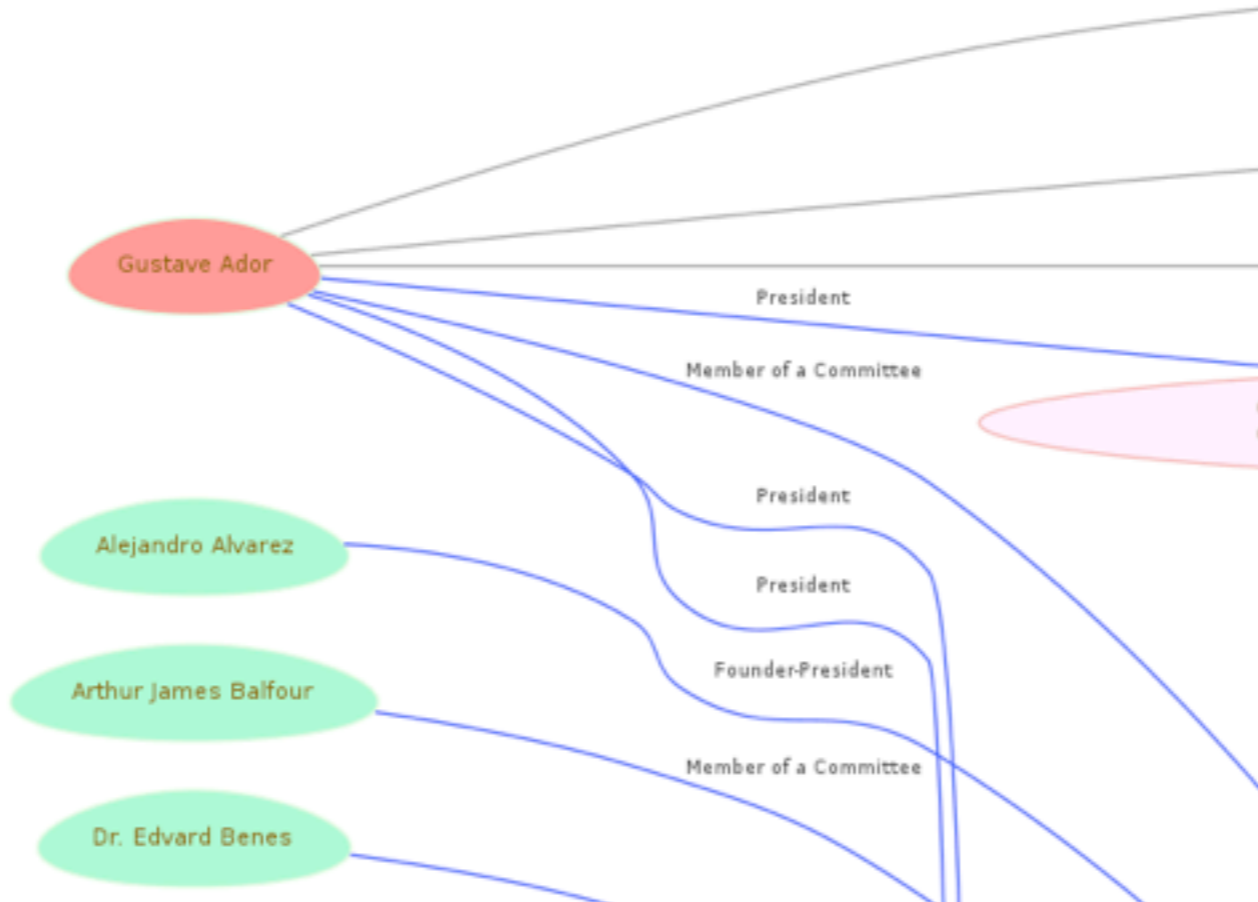 Gustave Ador
President
Member of a Committee
President
Alejandro Alvarez
President
Founder-President
Arthur James Balfour
Member of a Committee
Dr. Edvard Benes